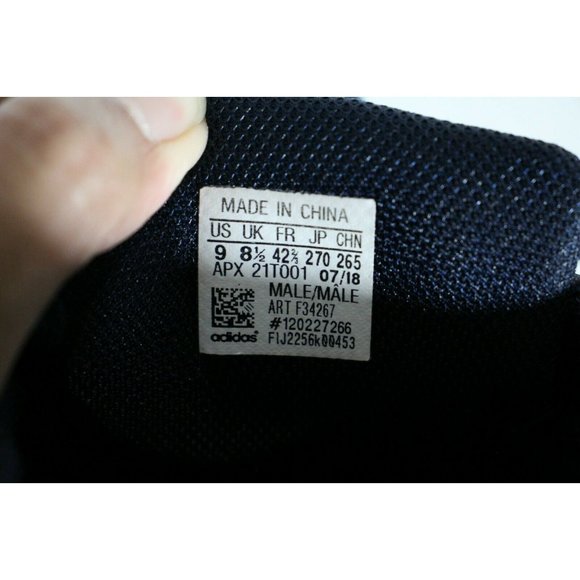 MADE IN CHINA
US UK FR JP CHN
9 8½ 42⅔ 270 265
APX 21T001 07/18
MALE/MÂLE
ART F34267
#120227266
adidas® FIJ2256k00453